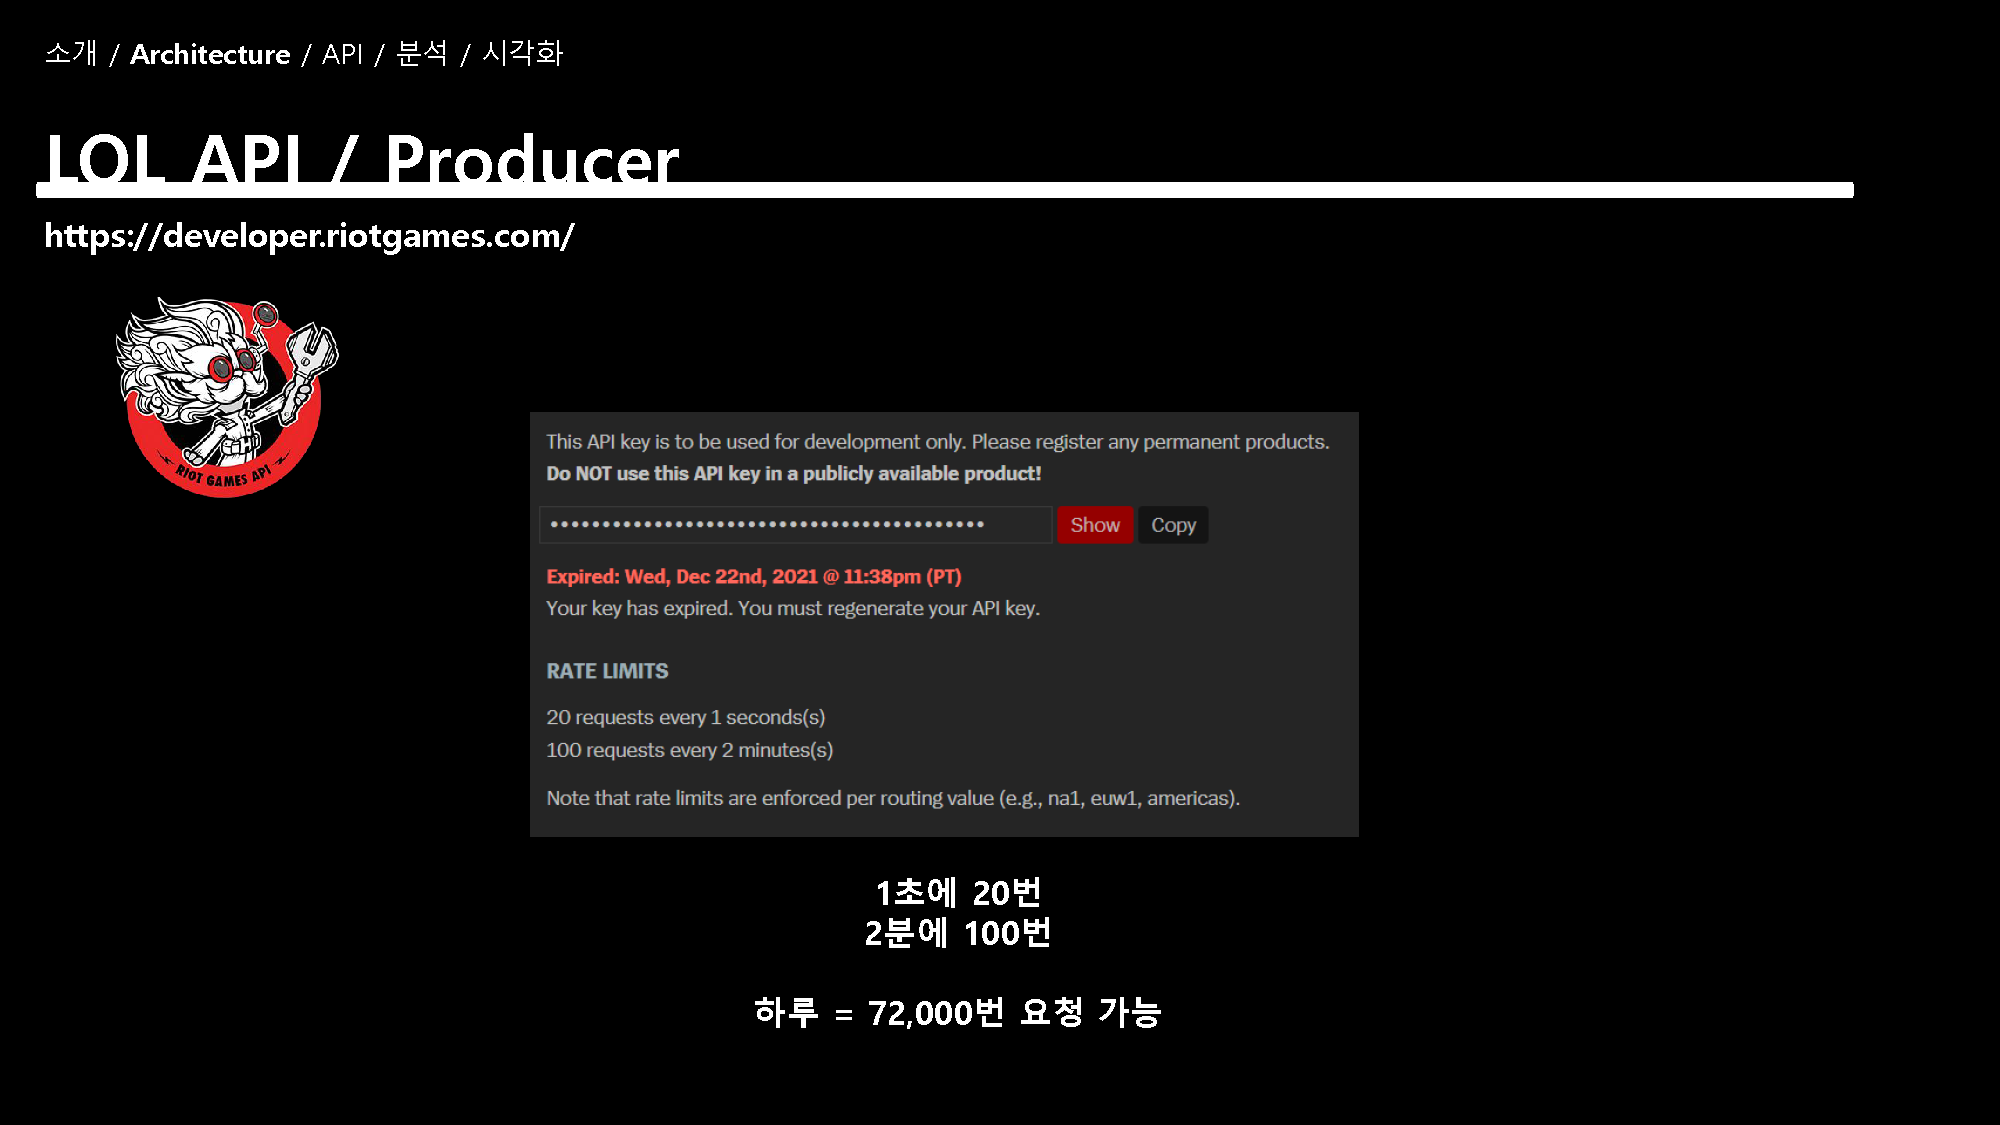 소개 / Architecture / API / 분석 / 시각화
LOL API / Producer
https://developer.riotgames.com/
RIOT GAMES API
This API key is to be used for development only. Please register any permanent products.
Do NOT use this API key in a publicly available product!
•••••••••••••••••••••••••••••••••••••••••• Show Copy
Expired: Wed, Dec 22nd, 2021 @ 11:38pm (PT)
Your key has expired. You must regenerate your API key.
RATE LIMITS
20 requests every 1 seconds(s)
100 requests every 2 minutes(s)
Note that rate limits are enforced per routing value (e.g., na1, euw1, americas).
1초에 20번
2분에 100번
하루 = 72,000번 요청 가능